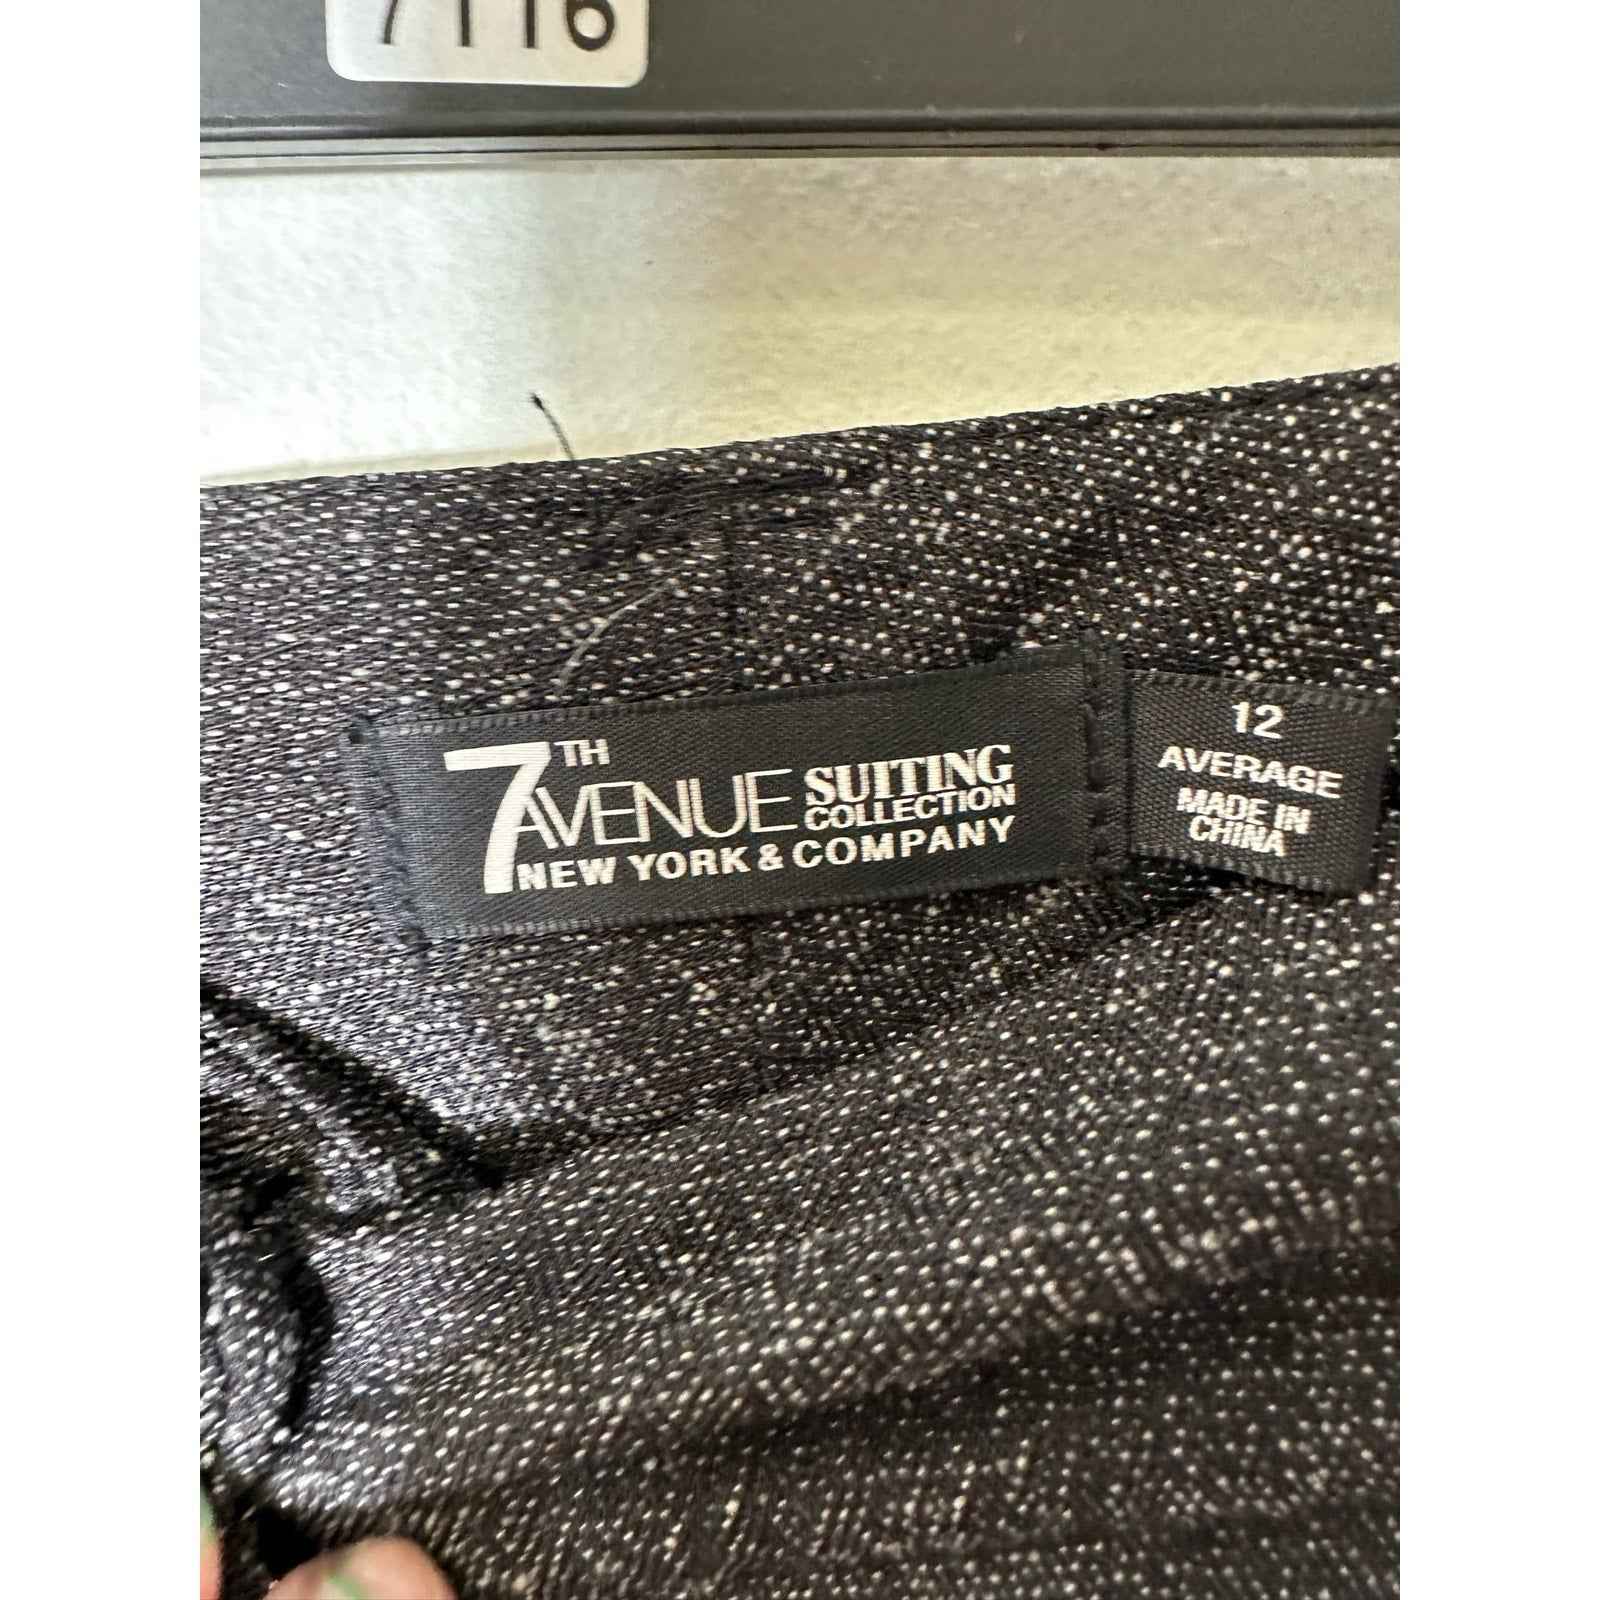 7116
7TH
AVENUE SUITING
COLLECTION
NEW YORK & COMPANY
12
AVERAGE
MADE IN
CHINA